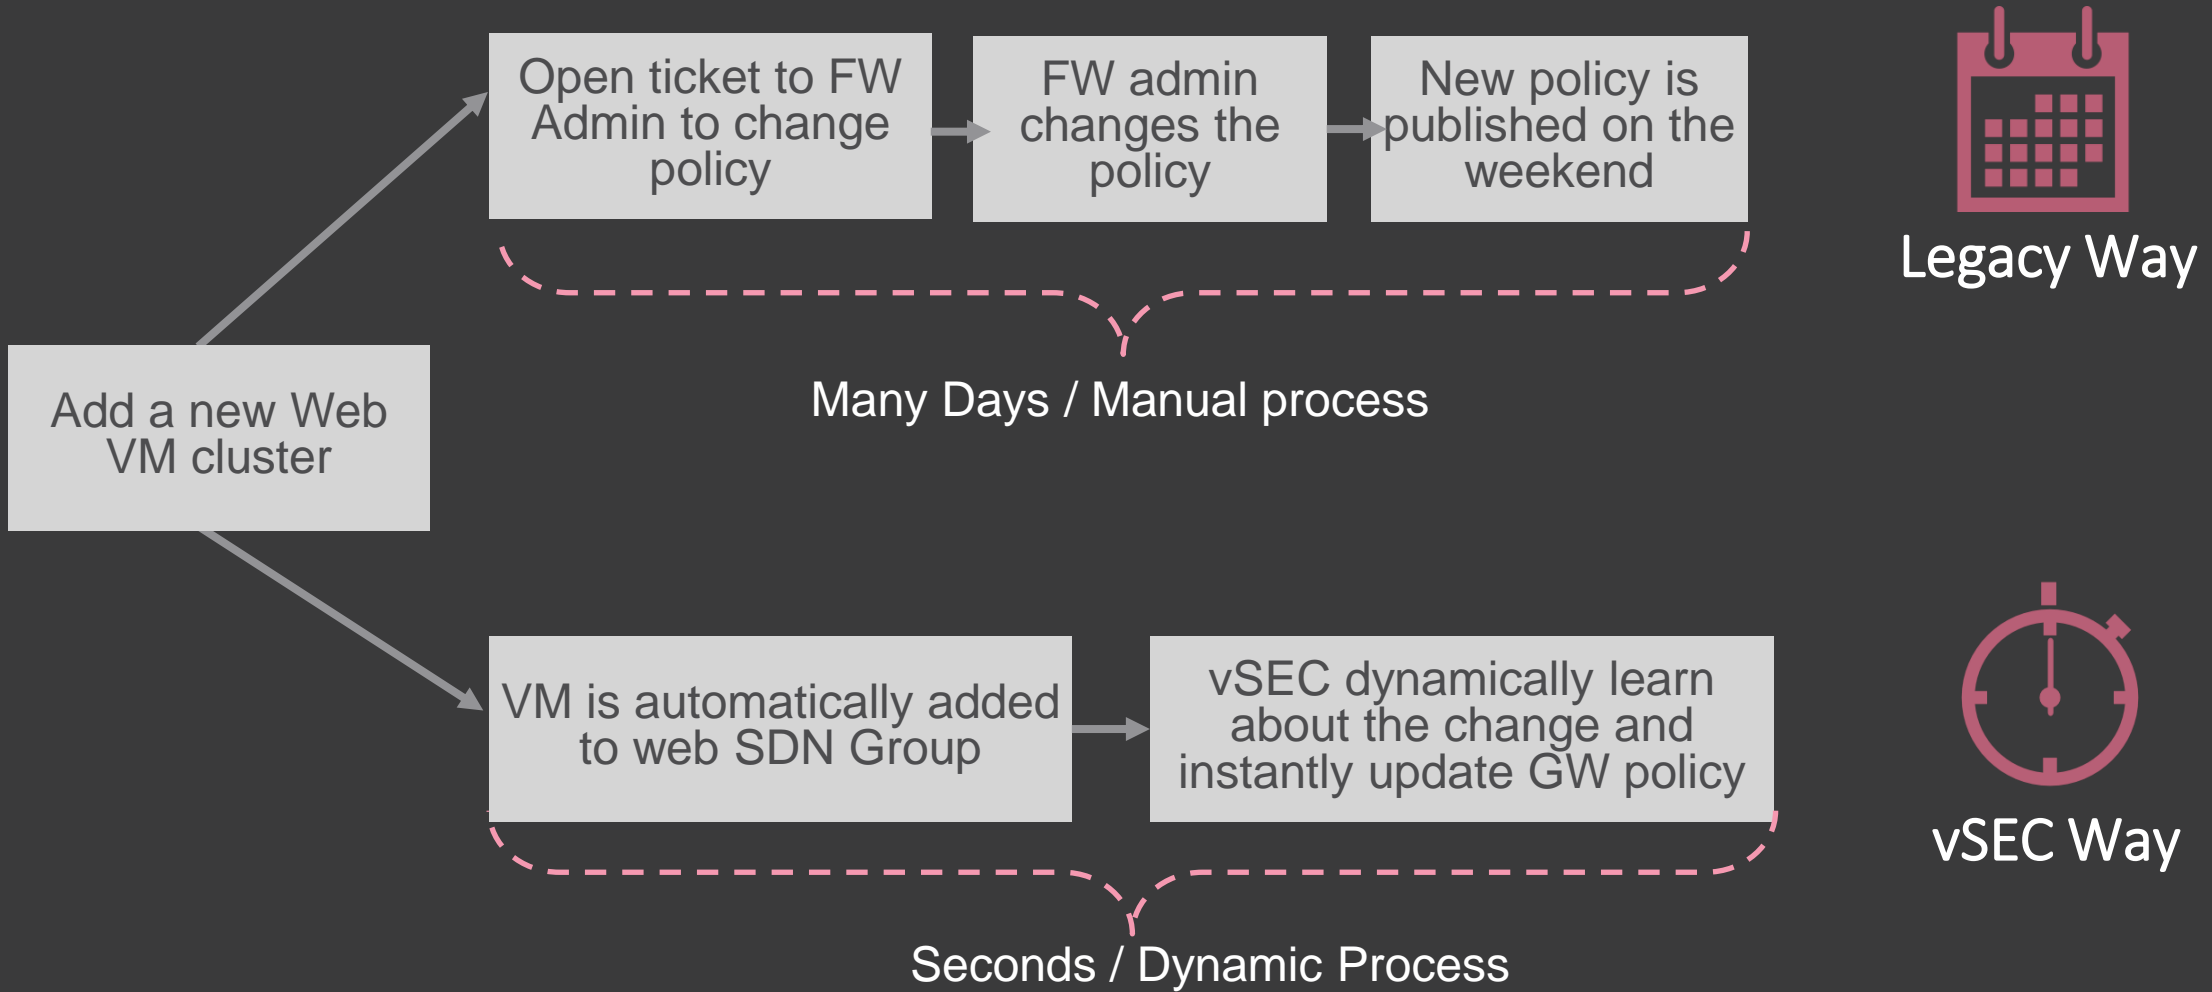 Open ticket to FW
Admin to change
policy
FW admin
changes the
policy
New policy is
published on the
weekend
Legacy Way
Many Days / Manual process
Add a new Web
VM cluster
VM is automatically added
to web SDN Group
vSEC dynamically learn
about the change and
instantly update GW policy
vSEC Way
Seconds / Dynamic Process